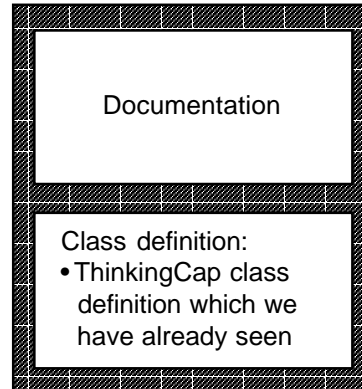 Documentation
Class definition:
• ThinkingCap class
definition which we
have already seen